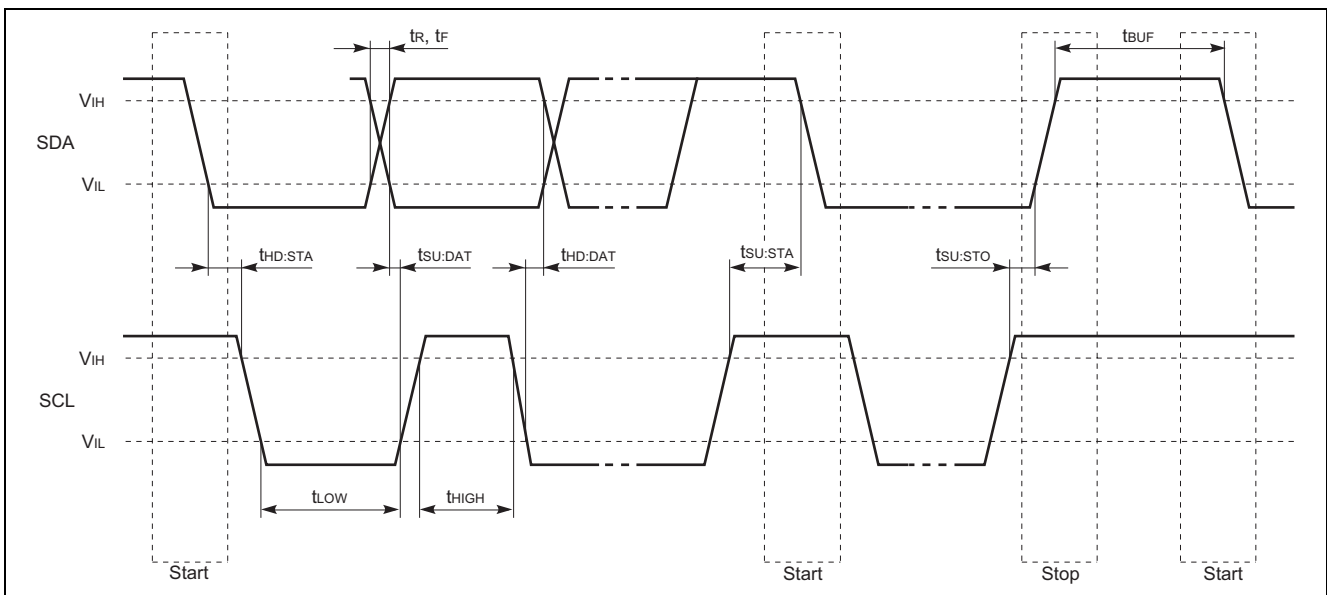 tR, tF
tBUF
VIH
SDA
VIL
tHD:STA
tSU:DAT
tHD:DAT
tSU:STA
tSU:STO
VIH
SCL
VIL
tLOW
tHIGH
Start
Start
Stop
Start